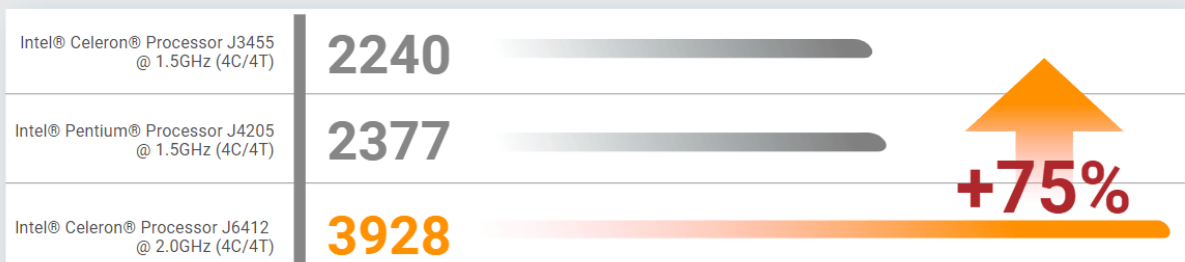 Intel® Celeron® Processor J3455
@ 1.5GHz (4C/4T)
2240
Intel® Pentium® Processor J4205
@ 1.5GHz (4C/4T)
2377
+75%
Intel® Celeron® Processor J6412
@ 2.0GHz (4C/4T)
3928